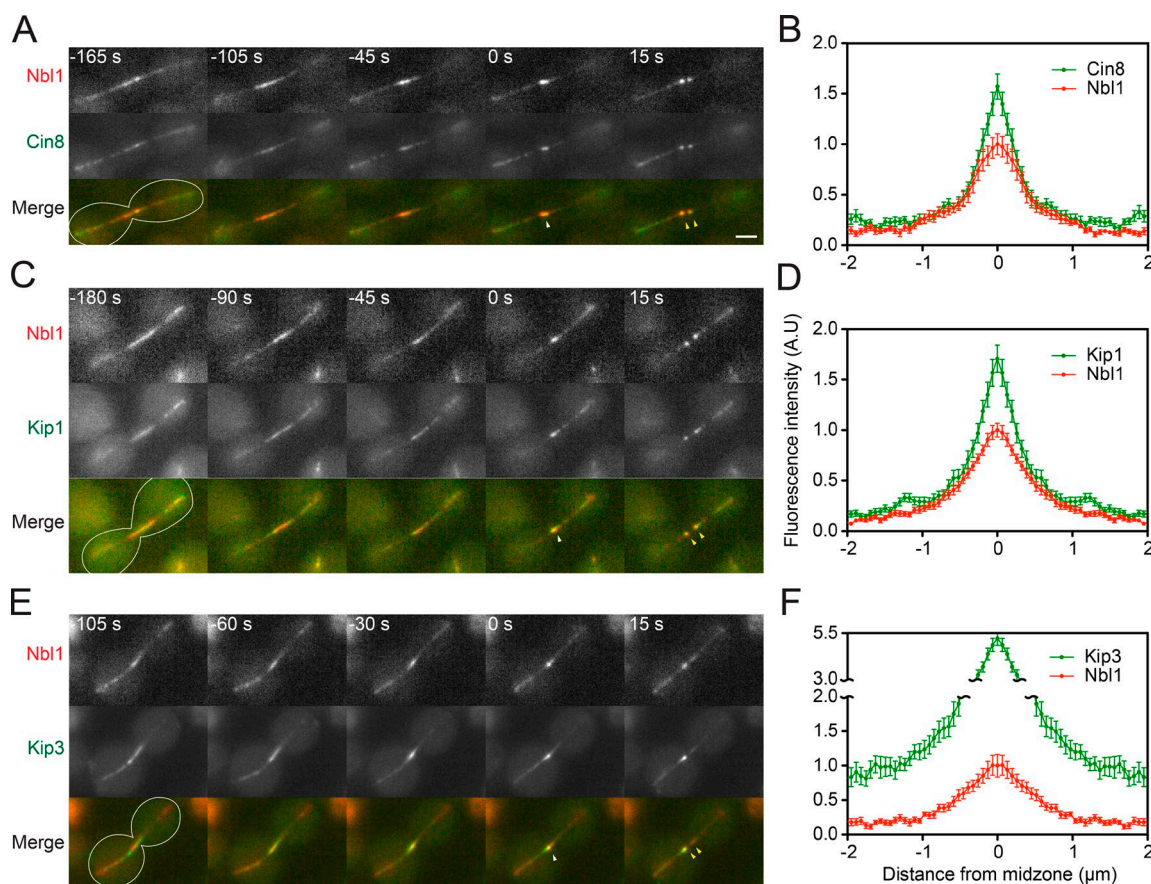 A
-165 s -105 s -45 s 0 s 15 s
Nbl1
Cin8
Merge
B
2.0
1.5
1.0
0.5
0.0
-2 -1 0 1 2
Cin8
Nbl1
C
-180 s -90 s -45 s 0 s 15 s
Nbl1
Kip1
Merge
D
2.0
1.5
1.0
0.5
0.0
-2 -1 0 1 2
Kip1
Nbl1
Fluorescence intensity (A.U)
E
-105 s -60 s -30 s 0 s 15 s
Nbl1
Kip3
Merge
F
5.5
3.0
2.0
1.5
1.0
0.5
0.0
-2 -1 0 1 2
Kip3
Nbl1
Distance from midzone (μm)